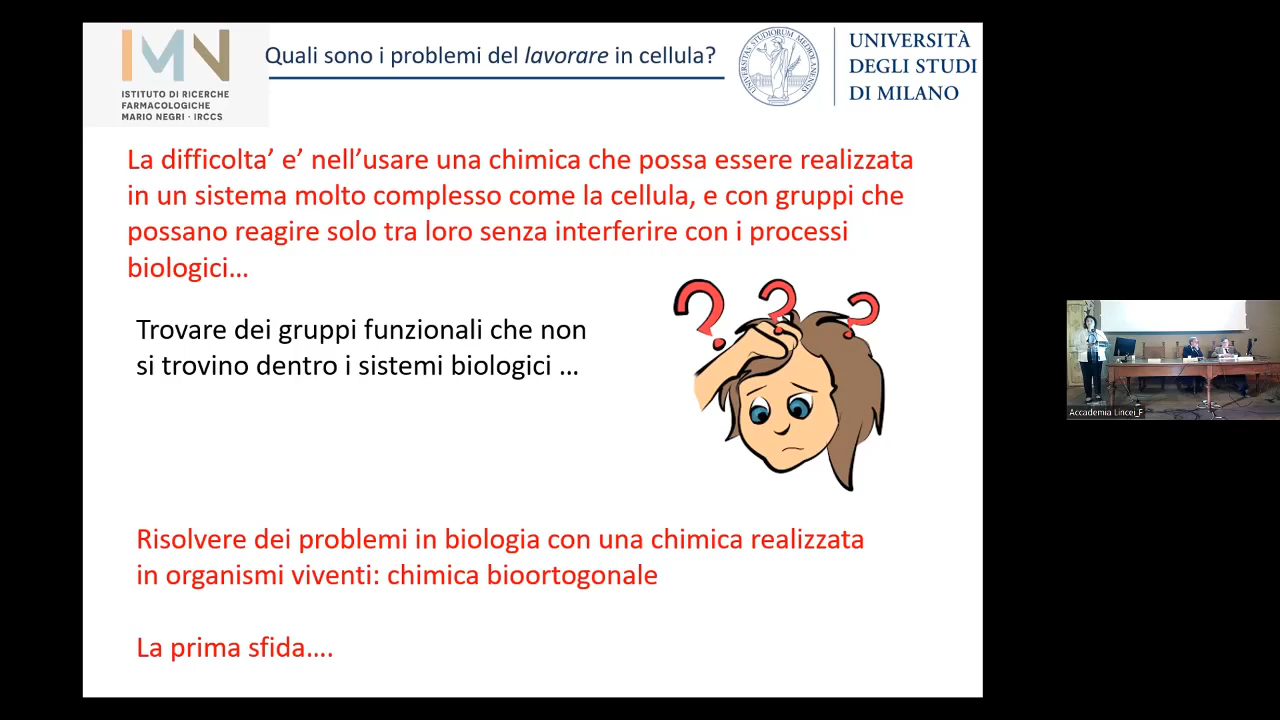 IMN
ISTITUTO DI RICERCHE
FARMACOLOGICHE
MARIO NEGRI · IRCCS
Quali sono i problemi del lavorare in cellula?
UNIVERSITÀ
DEGLI STUDI
DI MILANO
La difficolta’ e’ nell’usare una chimica che possa essere realizzata
in un sistema molto complesso come la cellula, e con gruppi che
possano reagire solo tra loro senza interferire con i processi
biologici…
???
Trovare dei gruppi funzionali che non
si trovino dentro i sistemi biologici …
Accademia Lincei_F
Risolvere dei problemi in biologia con una chimica realizzata
in organismi viventi: chimica bioortogonale
La prima sfida….